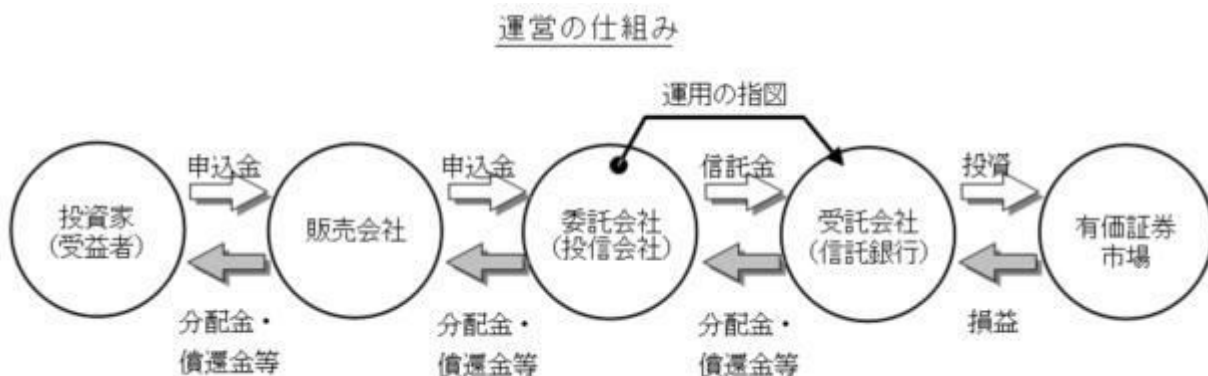 運営の仕組み
運用の指図
申込金
申込金
信託金
投資
投資家
(受益者)
販売会社
委託会社
(投信会社)
受託会社
(信託銀行)
有価証券
市場
分配金・
償還金等
分配金・
償還金等
分配金・
償還金等
損益